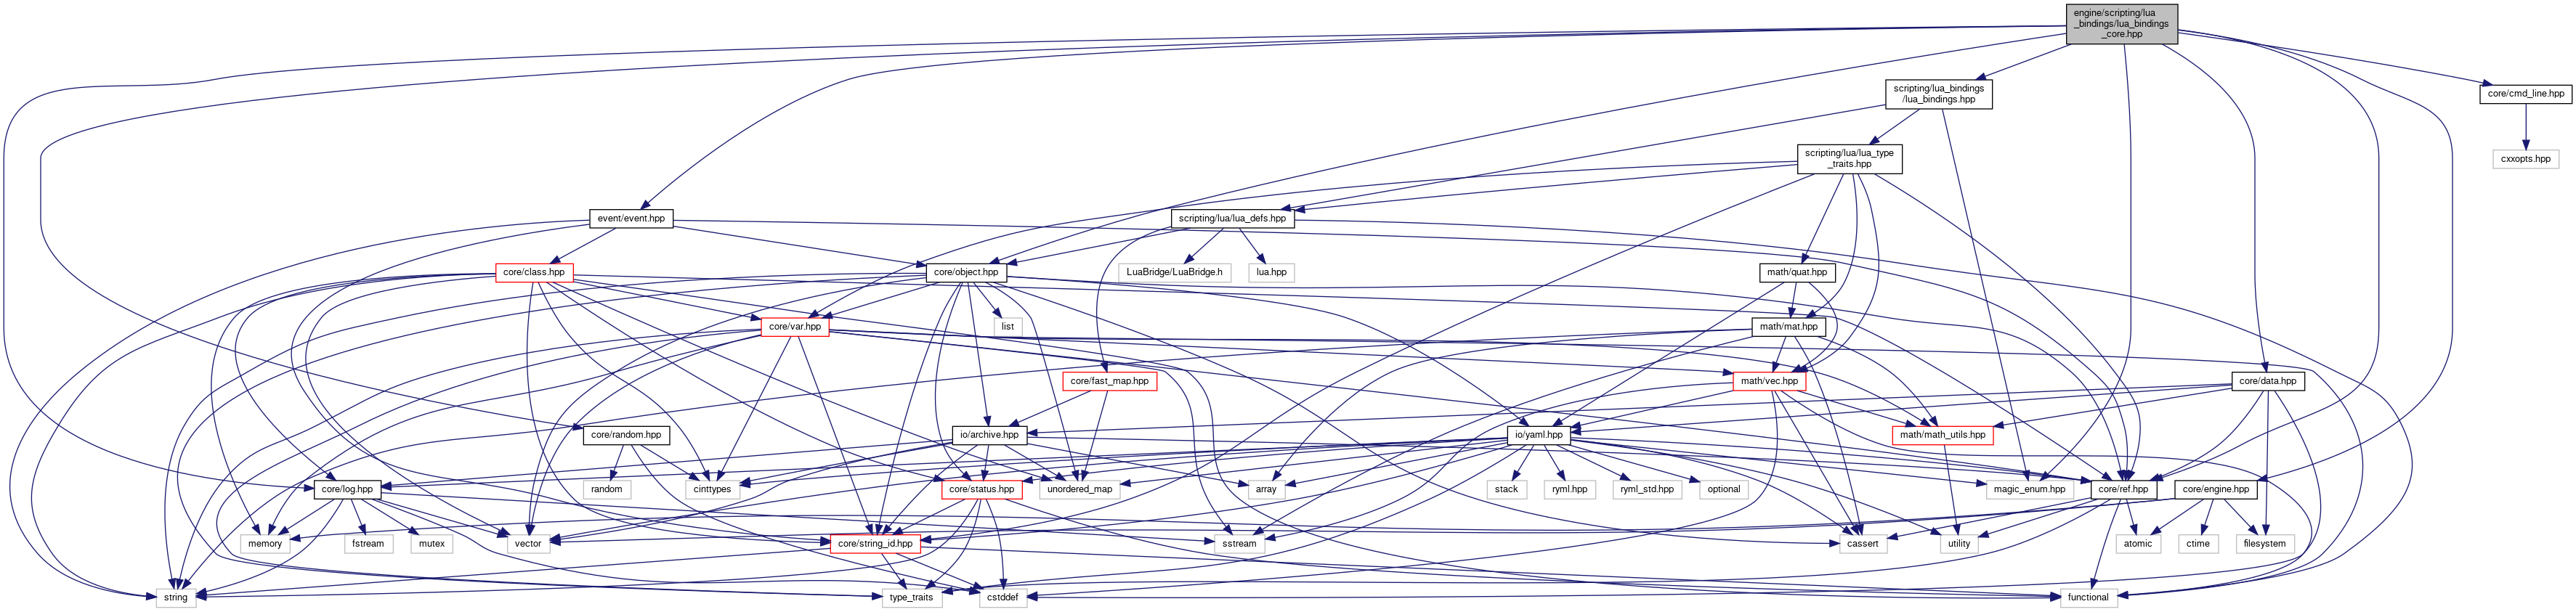 engine/scripting/lua
_bindings/lua_bindings
_core.hpp
scripting/lua_bindings
/lua_bindings.hpp
core/cmd_line.hpp
scripting/lua/lua_type
_traits.hpp
cxxopts.hpp
event/event.hpp
scripting/lua/lua_defs.hpp
core/class.hpp
core/object.hpp
LuaBridge/LuaBridge.h
lua.hpp
math/quat.hpp
core/var.hpp
list
math/mat.hpp
core/fast_map.hpp
math/vec.hpp
core/data.hpp
core/random.hpp
io/archive.hpp
io/yaml.hpp
math/math_utils.hpp
core/log.hpp
random
cinttypes
core/status.hpp
unordered_map
array
stack
ryml.hpp
ryml_std.hpp
optional
magic_enum.hpp
core/ref.hpp
core/engine.hpp
memory
fstream
mutex
vector
core/string_id.hpp
sstream
cassert
utility
atomic
ctime
filesystem
string
type_traits
cstddef
functional